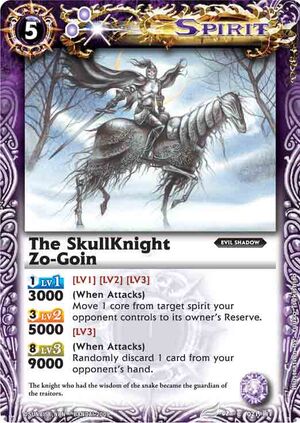 5
SPIRIT
The SkullKnight
Zo-Goin
EVIL SHADOW
1 LV1
3000
3 LV2
5000
8 LV3
9000
[LV1] [LV2] [LV3]
(When Attacks)
Move 1 core from target spirit your
opponent controls to its owner's Reserve.
[LV3]
(When Attacks)
Randomly discard 1 card from your
opponent's hand.
The knight who had the wisdom of the snake became the guardian of
the traitors.